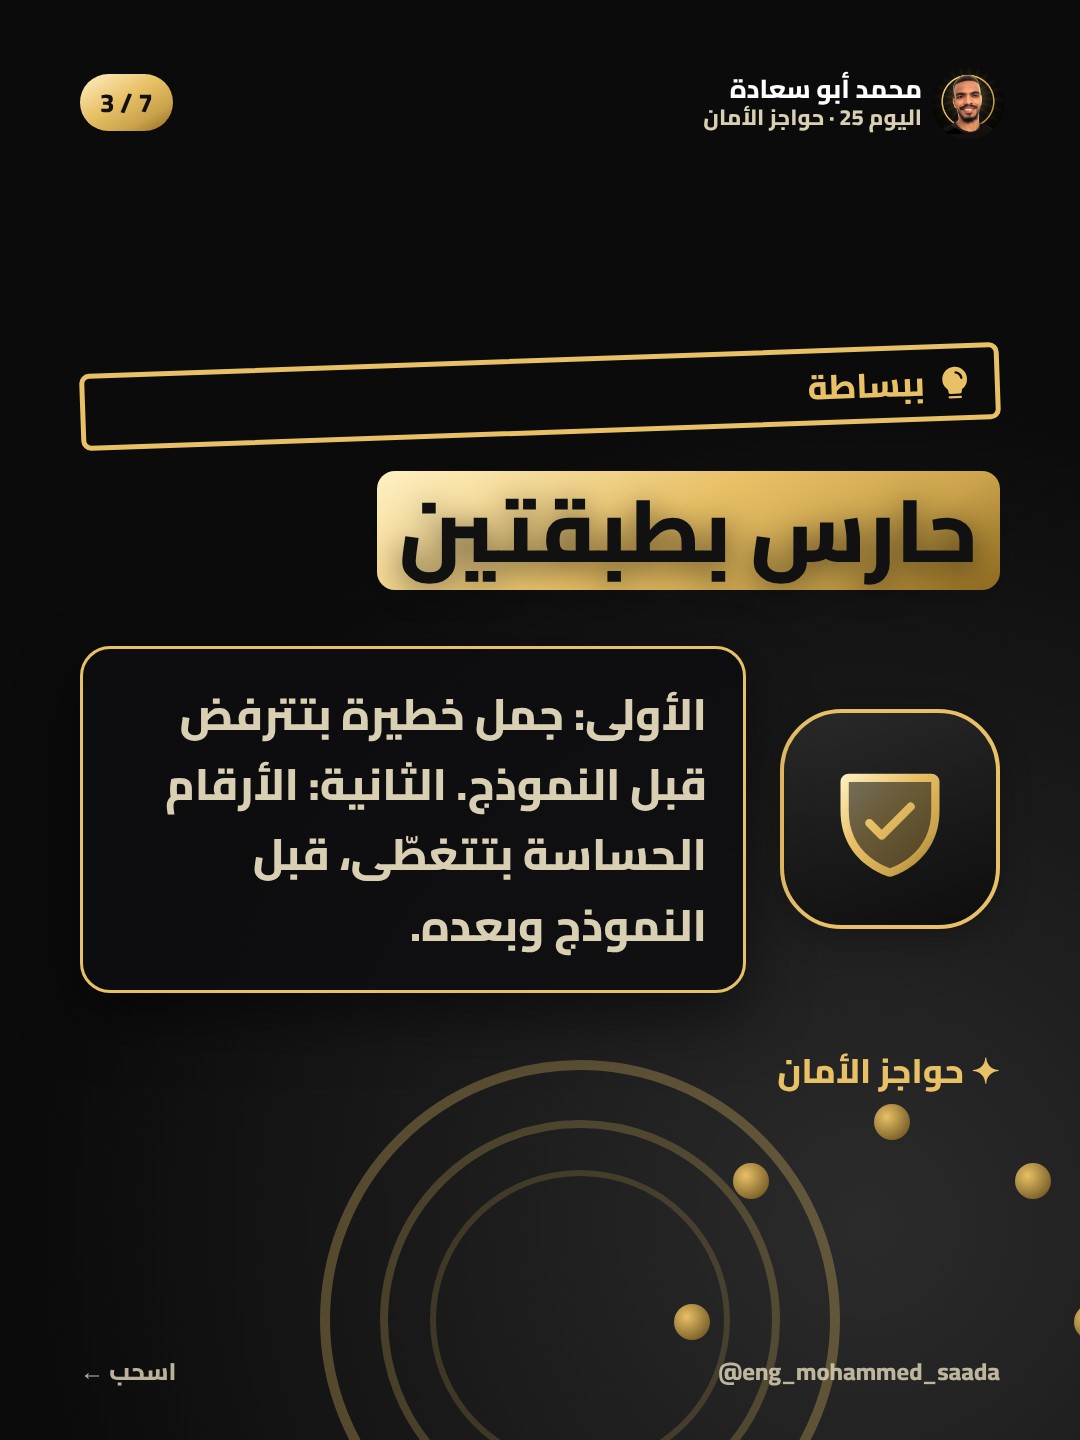 محمد أبو سعادة
اليوم 25 · حواجز الأمان
3 / 7
ببساطة
حارس بطبقتين
الأولى: جمل خطيرة بتترفض
قبل النموذج. الثانية: الأرقام
الحساسة بتتغطّى، قبل
النموذج وبعده.
✦ حواجز الأمان
@eng_mohammed_saada
اسحب ←